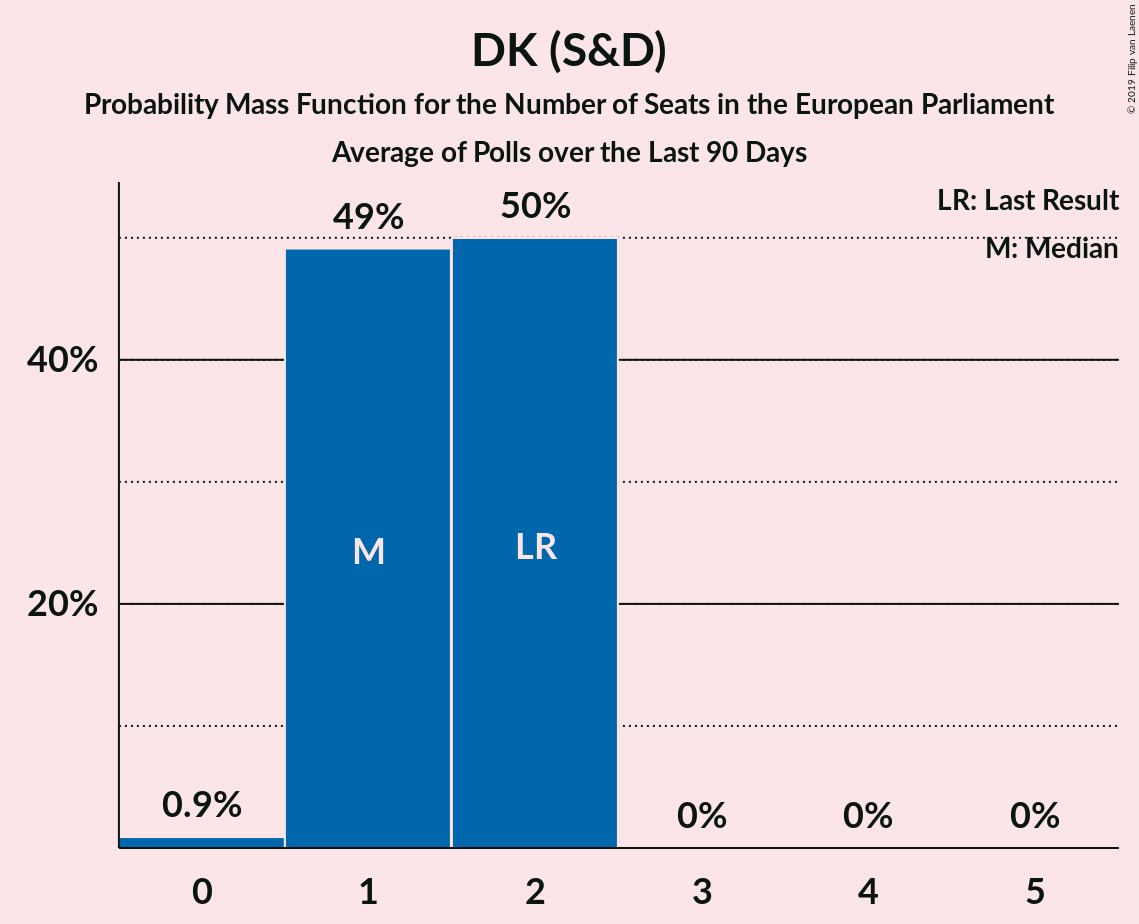 DK (S&D)
Probability Mass Function for the Number of Seats in the European Parliament
Average of Polls over the Last 90 Days
© 2019 Filip van Laenen
LR: Last Result
M: Median
49%
50%
40%
20%
M
LR
0.9%
0%
0%
0%
0
1
2
3
4
5